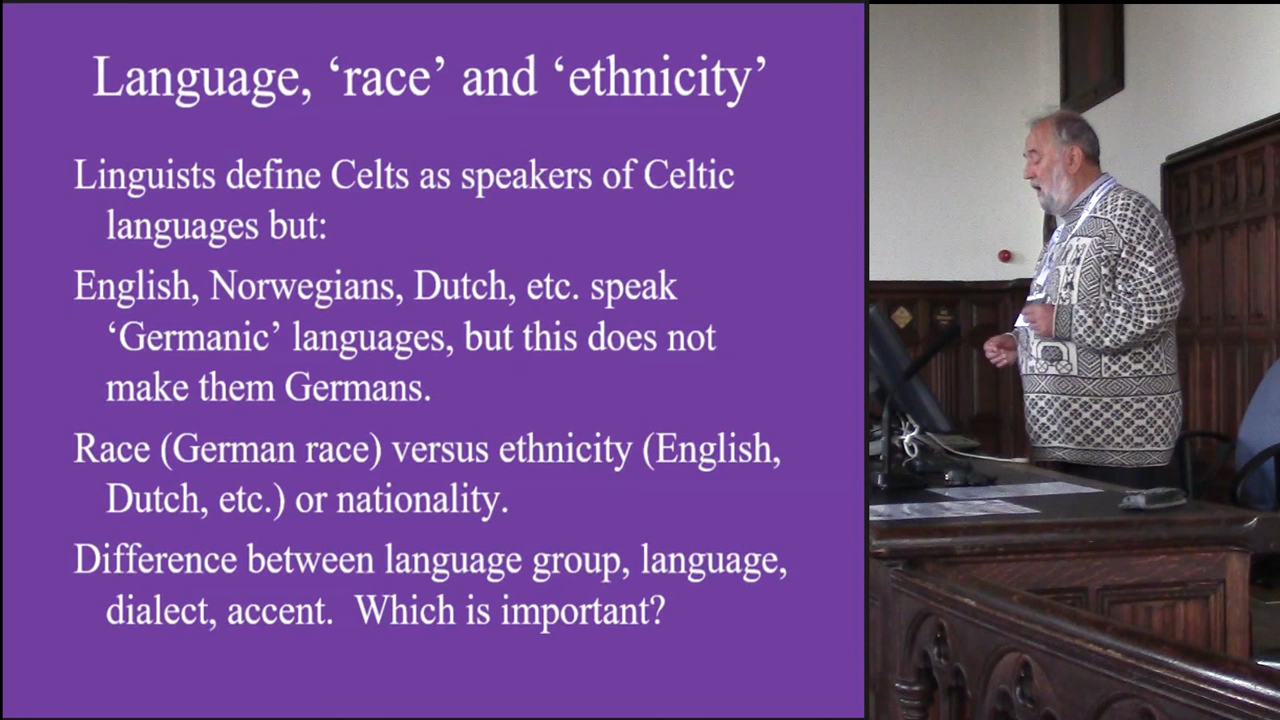 Language, ‘race’ and ‘ethnicity’
Linguists define Celts as speakers of Celtic
languages but:
English, Norwegians, Dutch, etc. speak
‘Germanic’ languages, but this does not
make them Germans.
Race (German race) versus ethnicity (English,
Dutch, etc.) or nationality.
Difference between language group, language,
dialect, accent.  Which is important?